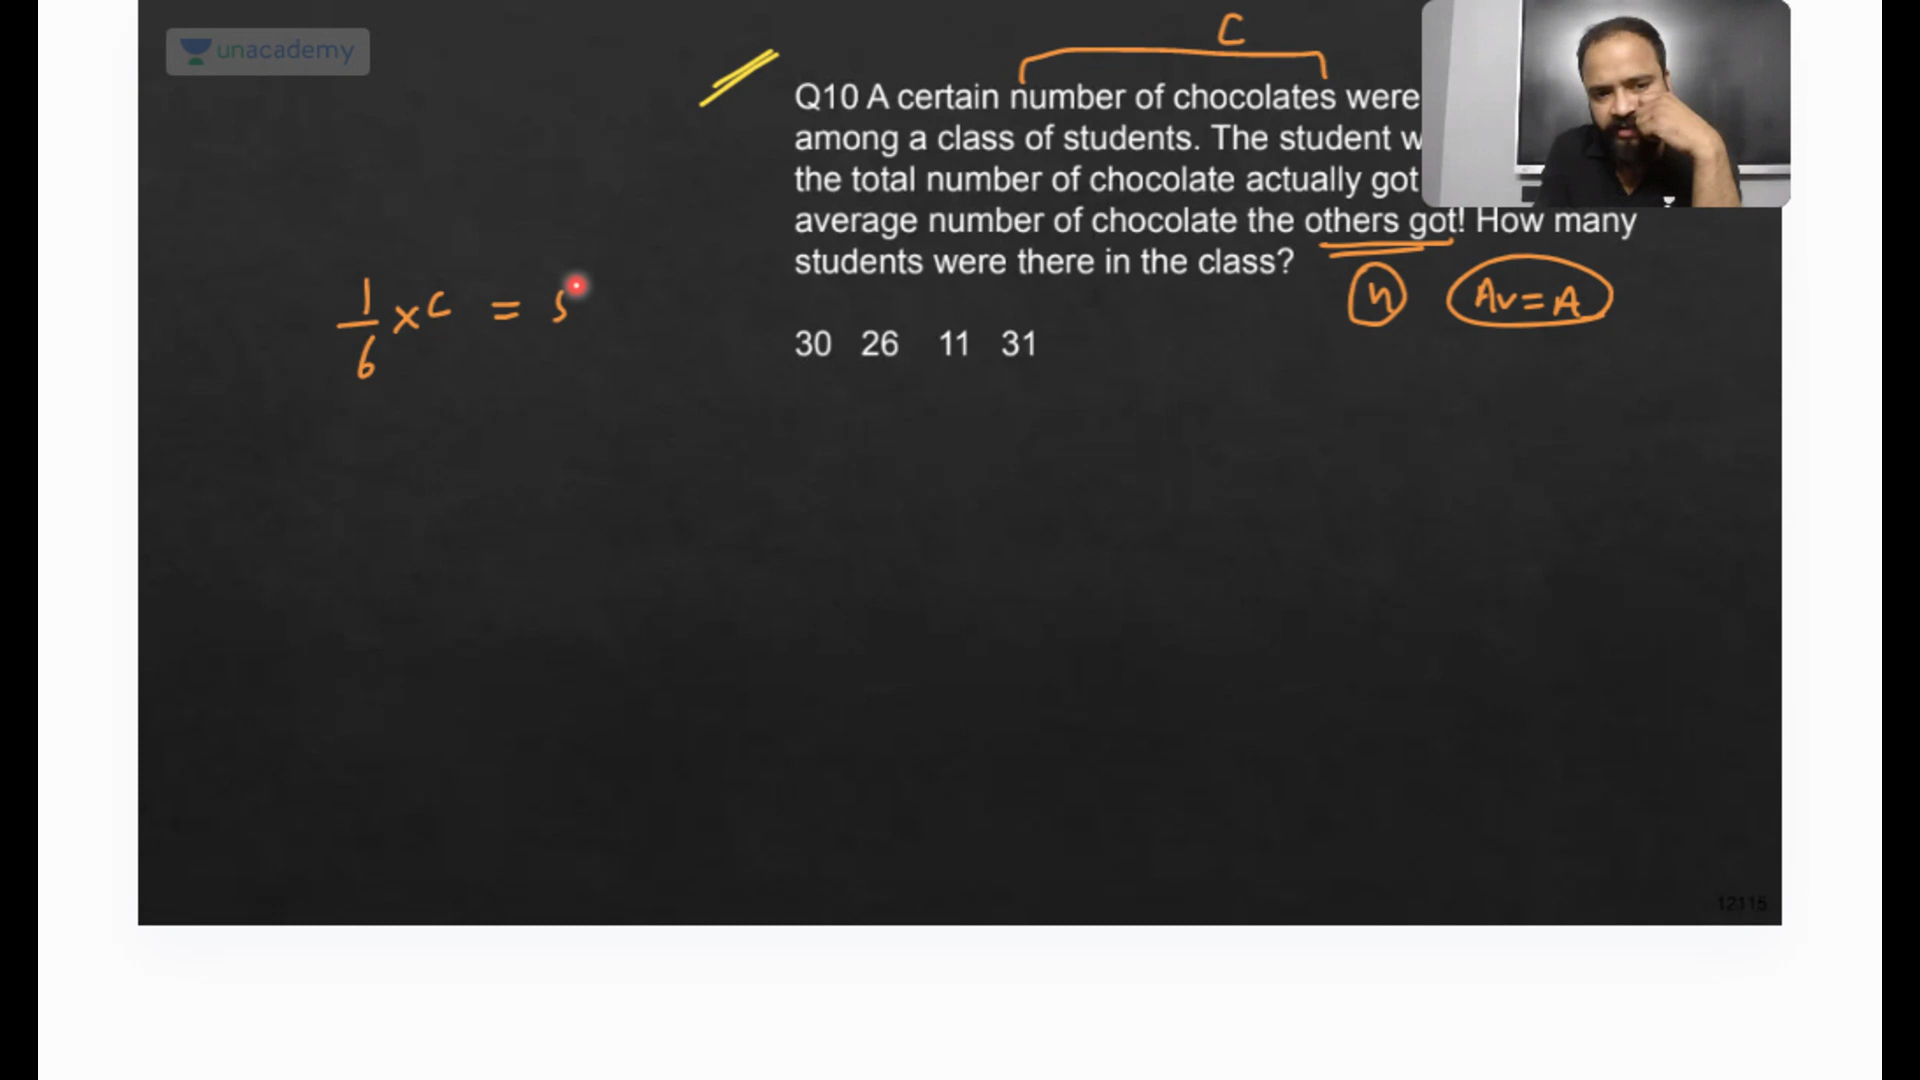 unacademy
C
Q10 A certain number of chocolates were
among a class of students. The student w
the total number of chocolate actually got
average number of chocolate the others got! How many
students were there in the class?
n Av = A
1/6 × C = 5
30 26 11 31
12115